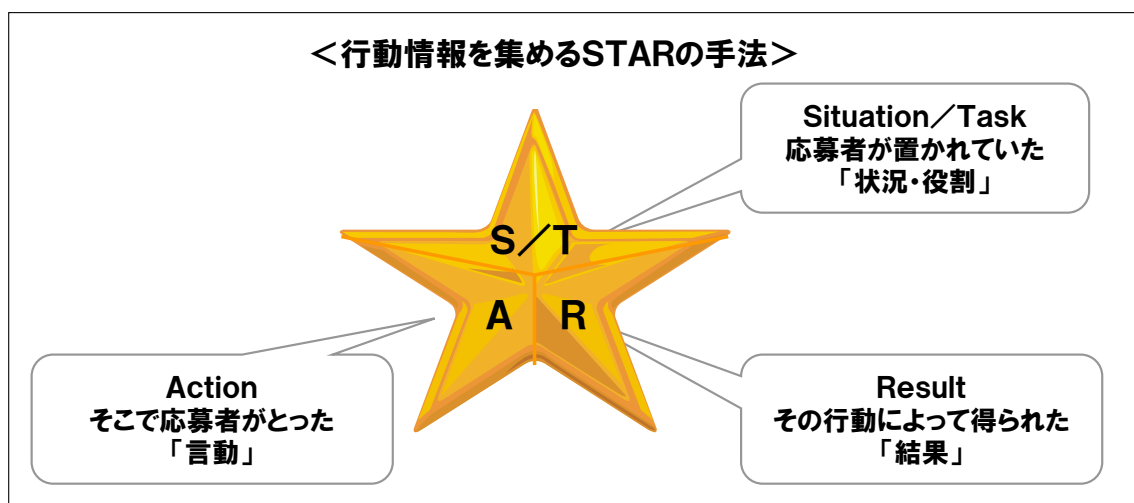 ＜行動情報を集めるSTARの手法＞
Situation／Task
応募者が置かれていた
「状況・役割」
S／T
A R
Action
そこで応募者がとった
「言動」
Result
その行動によって得られた
「結果」